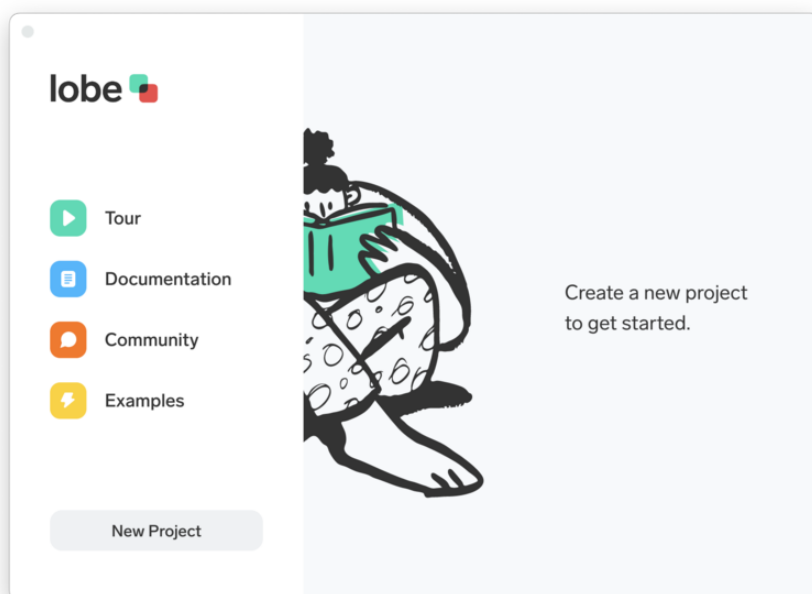 lobe
Tour
Documentation
Community
Examples
New Project
Create a new project
to get started.